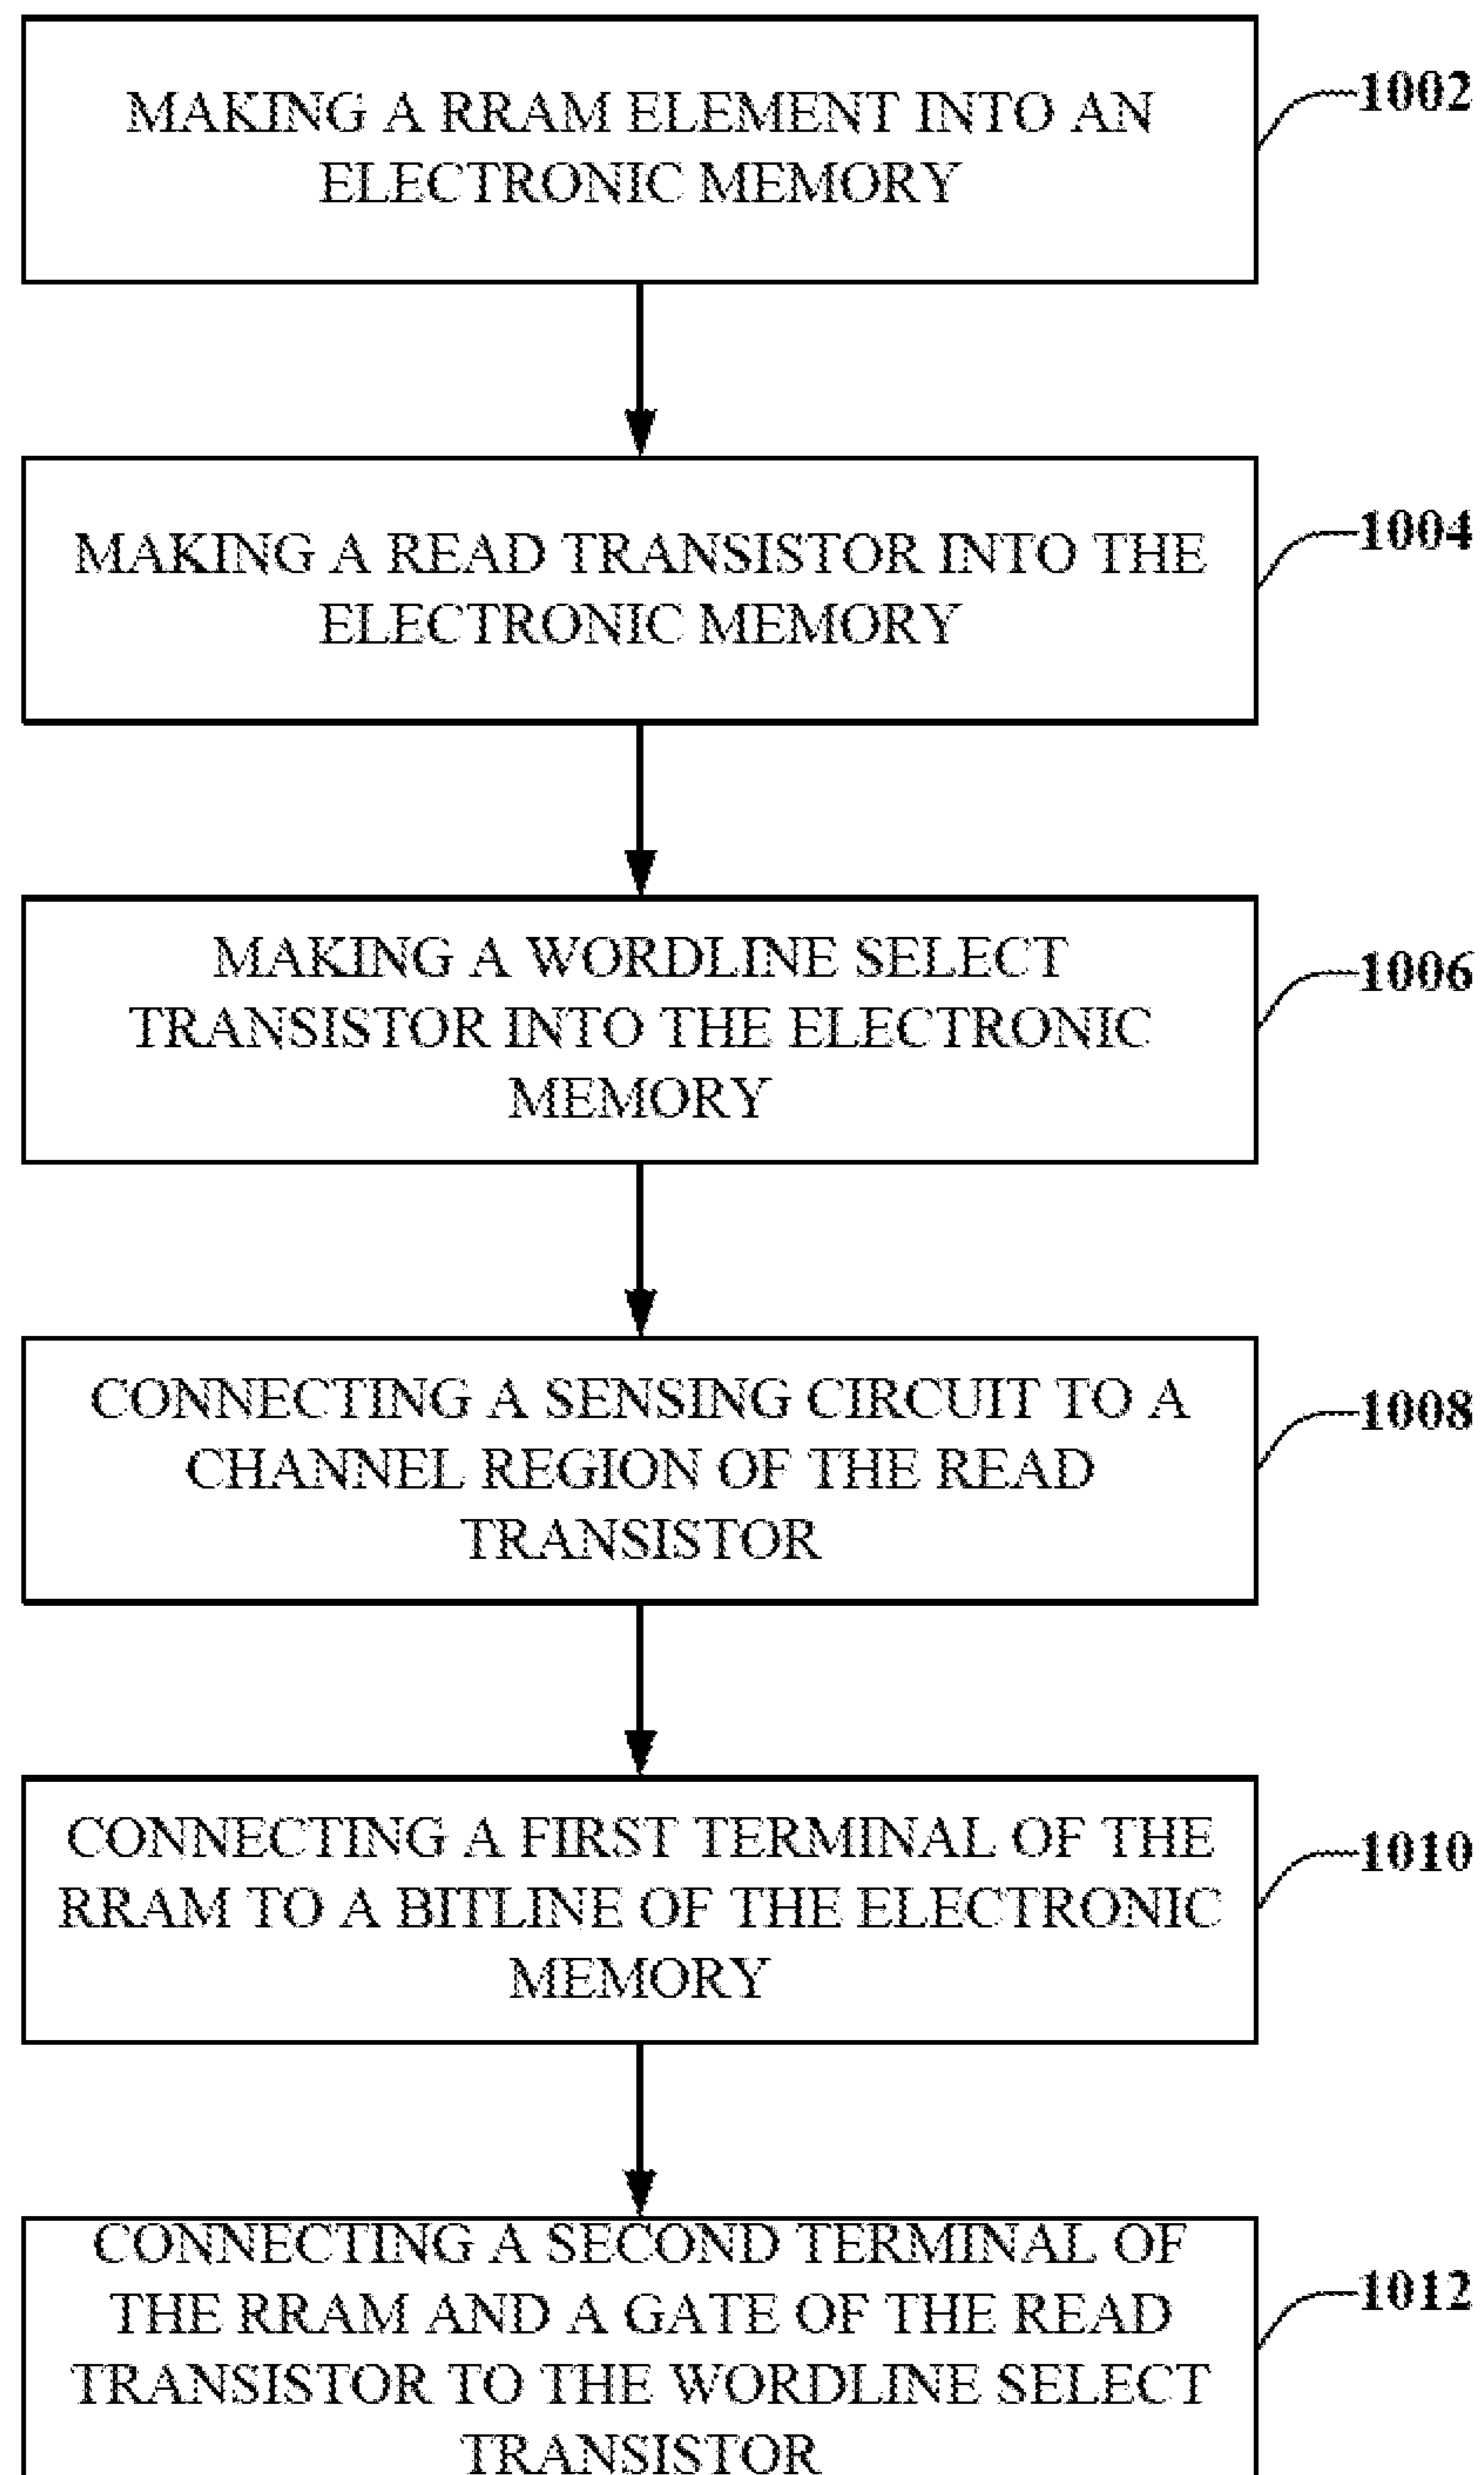 MAKING A RRAM ELEMENT INTO AN
ELECTRONIC MEMORY
1002
MAKING A READ TRANSISTOR INTO THE
ELECTRONIC MEMORY
1004
MAKING A WORDLINE SELECT
TRANSISTOR INTO THE ELECTRONIC
MEMORY
1006
CONNECTING A SENSING CIRCUIT TO A
CHANNEL REGION OF THE READ
TRANSISTOR
1008
CONNECTING A FIRST TERMINAL OF THE
RRAM TO A BITLINE OF THE ELECTRONIC
MEMORY
1010
CONNECTING A SECOND TERMINAL OF
THE RRAM AND A GATE OF THE READ
TRANSISTOR TO THE WORDLINE SELECT
TRANSISTOR
1012